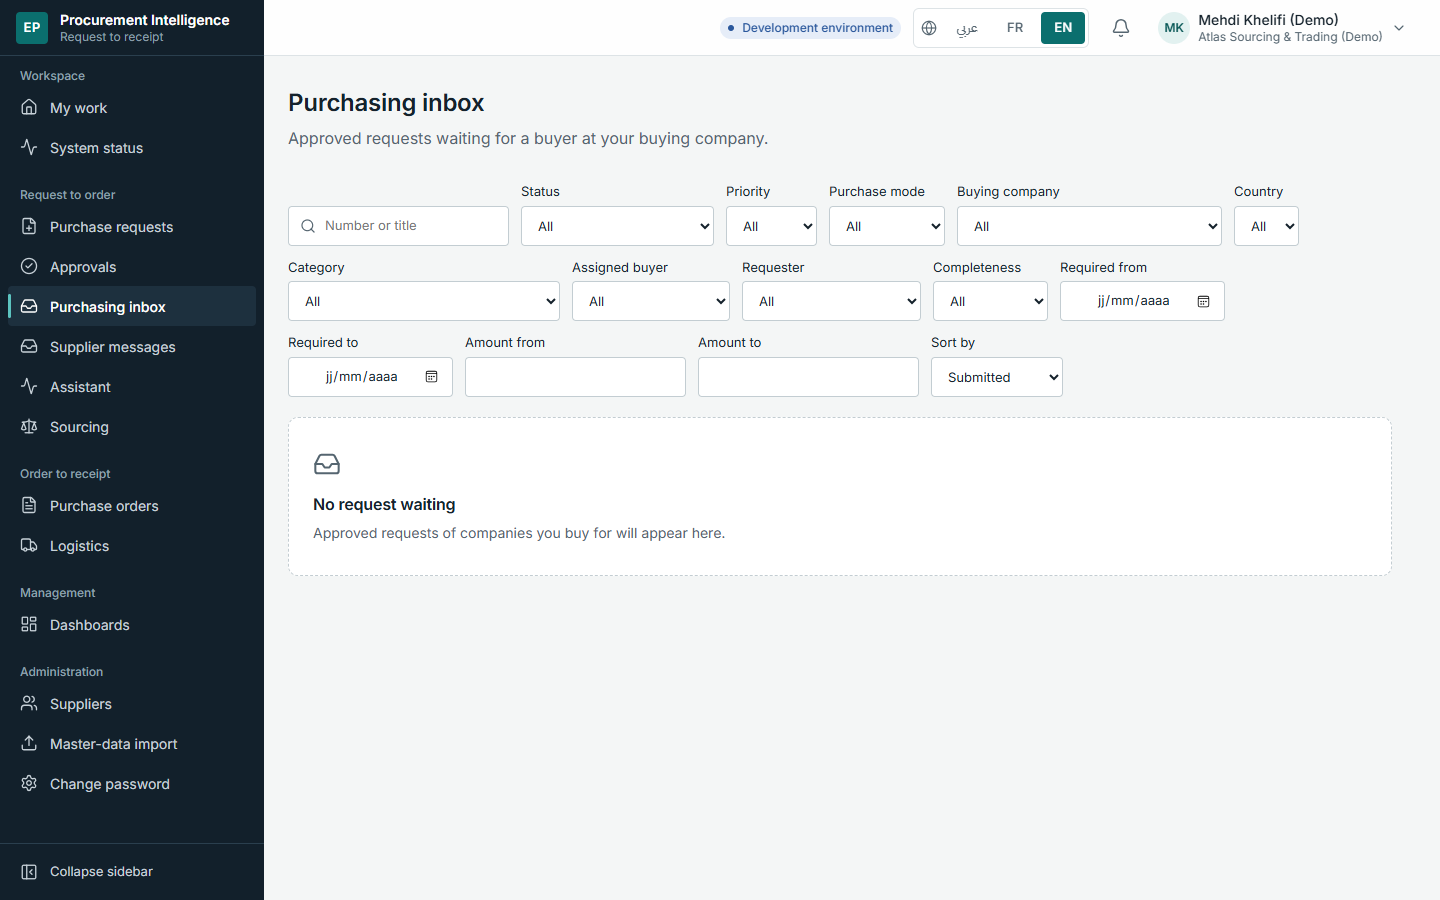 EP
Procurement Intelligence
Request to receipt
Development environment
عربي
FR
EN
MK
Mehdi Khelifi (Demo)
Atlas Sourcing & Trading (Demo)
Workspace
My work
System status
Request to order
Purchase requests
Approvals
Purchasing inbox
Supplier messages
Assistant
Sourcing
Order to receipt
Purchase orders
Logistics
Management
Dashboards
Administration
Suppliers
Master-data import
Change password
Collapse sidebar
Purchasing inbox
Approved requests waiting for a buyer at your buying company.
Status Priority Purchase mode Buying company Country
Number or title All All All All All
Category Assigned buyer Requester Completeness Required from
All All All All jj/mm/aaaa
Required to Amount from Amount to Sort by
jj/mm/aaaa Submitted
No request waiting
Approved requests of companies you buy for will appear here.